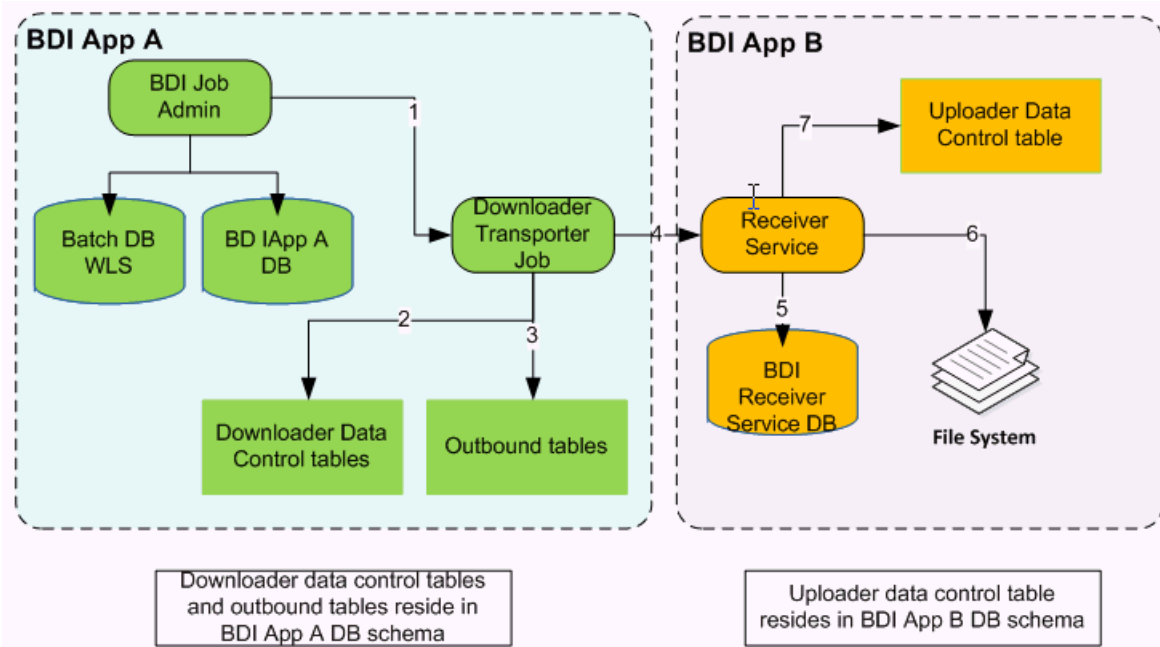 BDI App A
BDI App B
BDI Job
Admin
1
Uploader Data
Control table
7
Batch DB
WLS
BD IApp A
DB
Downloader
Transporter
Job
4
Receiver
Service
6
2
3
5
Downloader Data
Control tables
Outbound tables
BDI
Receiver
Service DB
File System
Downloader data control tables
and outbound tables reside in
BDI App A DB schema
Uploader data control table
resides in BDI App B DB schema